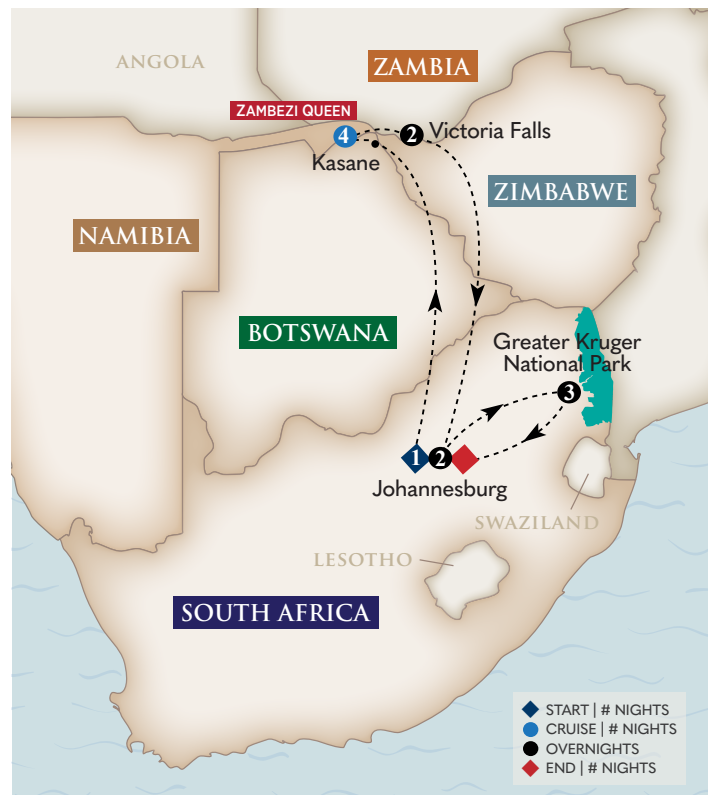 ANGOLA
ZAMBIA
ZAMBEZI QUEEN
4
2
Victoria Falls
Kasane
ZIMBABWE
NAMIBIA
BOTSWANA
Greater Kruger
National Park
3
1
2
Johannesburg
SWAZILAND
LESOTHO
SOUTH AFRICA
START | # NIGHTS
CRUISE | # NIGHTS
OVERNIGHTS
END | # NIGHTS